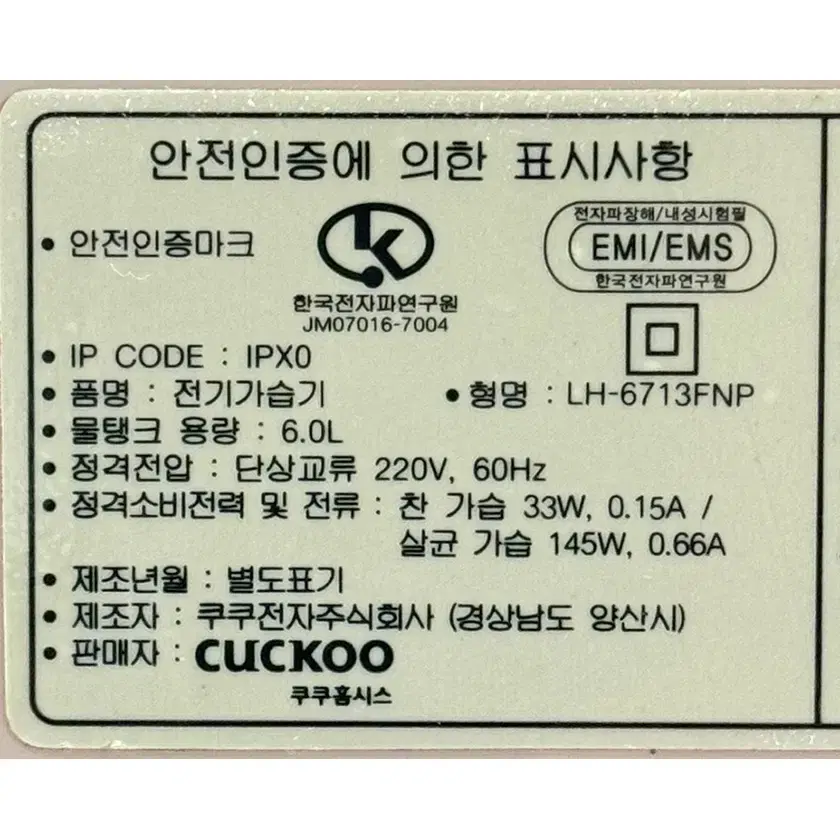 안전인증에 의한 표시사항
• 안전인증마크
한국전자파연구원
JM07016-7004
전자파장해/내성시험필
EMI/EMS
한국전자파연구원
• IP CODE : IPX0
• 품명 : 전기가습기
• 형명 : LH-6713FNP
• 물탱크 용량 : 6.0L
• 정격전압 : 단상교류 220V, 60Hz
• 정격소비전력 및 전류 : 찬 가습 33W, 0.15A /
살균 가습 145W, 0.66A
• 제조년월 : 별도표기
• 제조자 : 쿠쿠전자주식회사 (경상남도 양산시)
• 판매자 : CUCKOO
쿠쿠홈시스